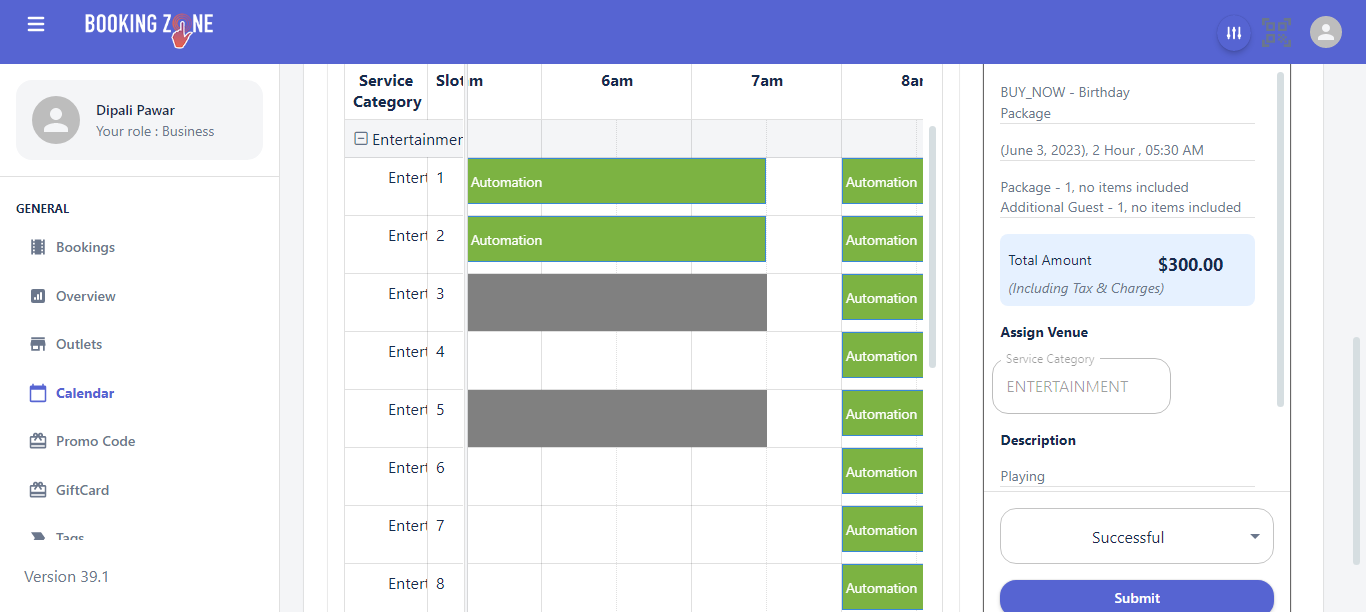 BOOKING ZONE
Dipali Pawar
Your role : Business
GENERAL
Bookings
Overview
Outlets
Calendar
Promo Code
GiftCard
Tags
Version 39.1
Service
Category
Slot
m
6am
7am
8am
Entertainmen
Entert 1
Automation
Automation
Entert 2
Automation
Automation
Entert 3
Automation
Entert 4
Automation
Entert 5
Automation
Entert 6
Automation
Entert 7
Automation
Entert 8
Automation
BUY_NOW - Birthday
Package
(June 3, 2023), 2 Hour , 05:30 AM
Package - 1, no items included
Additional Guest - 1, no items included
Total Amount
$300.00
(Including Tax & Charges)
Assign Venue
Service Category
ENTERTAINMENT
Description
Playing
Successful
Submit